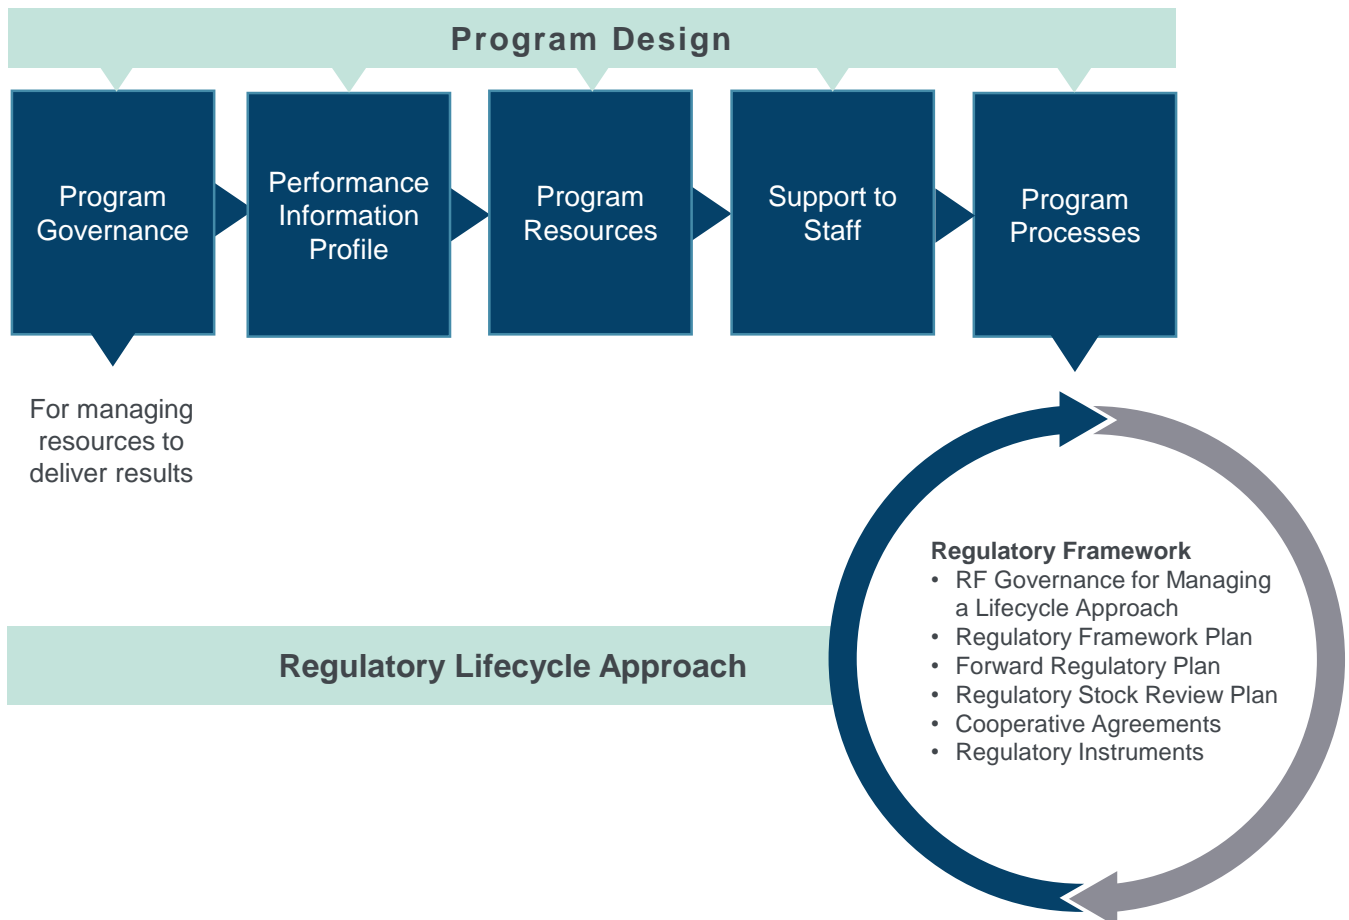 Program Design
Program
Governance
Performance
Information
Profile
Program
Resources
Support to
Staff
Program
Processes
For managing
resources to
deliver results
Regulatory Lifecycle Approach
Regulatory Framework
• RF Governance for Managing
a Lifecycle Approach
• Regulatory Framework Plan
• Forward Regulatory Plan
• Regulatory Stock Review Plan
• Cooperative Agreements
• Regulatory Instruments